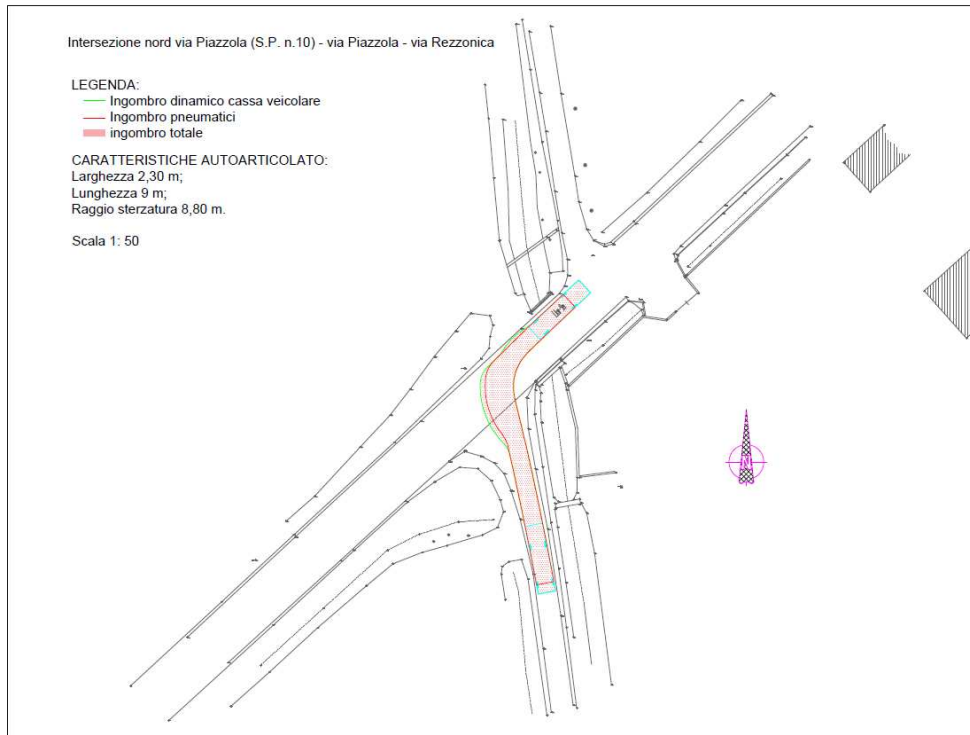 Intersezione nord via Piazzola (S.P. n.10) - via Piazzola - via Rezzonica
LEGENDA:
Ingombro dinamico cassa veicolare
Ingombro pneumatici
ingombro totale
CARATTERISTICHE AUTOARTICOLATO:
Larghezza 2,30 m;
Lunghezza 9 m;
Raggio sterzatura 8,80 m.
Scala 1: 50